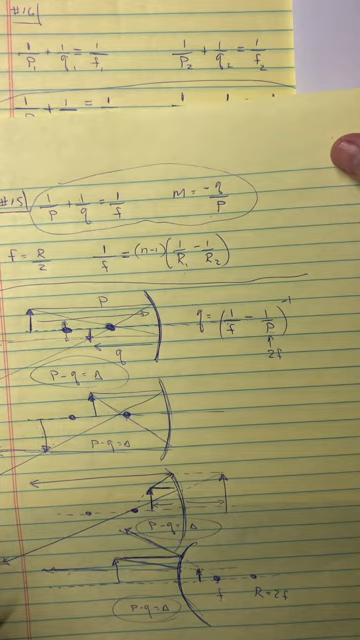 #16
1/p₁ + 1/q₁ = 1/f₁    1/p₂ + 1/q₂ = 1/f₂
#15 1/p + 1/q = 1/f    M = -q/p
f = R/2    1/f = (n-1)(1/R₁ - 1/R₂)
p
q = (1/f - 1/p)⁻¹
2f
q
p-q=Δ
p-q=Δ
p-q=Δ
f    R=2f
p-q=Δ